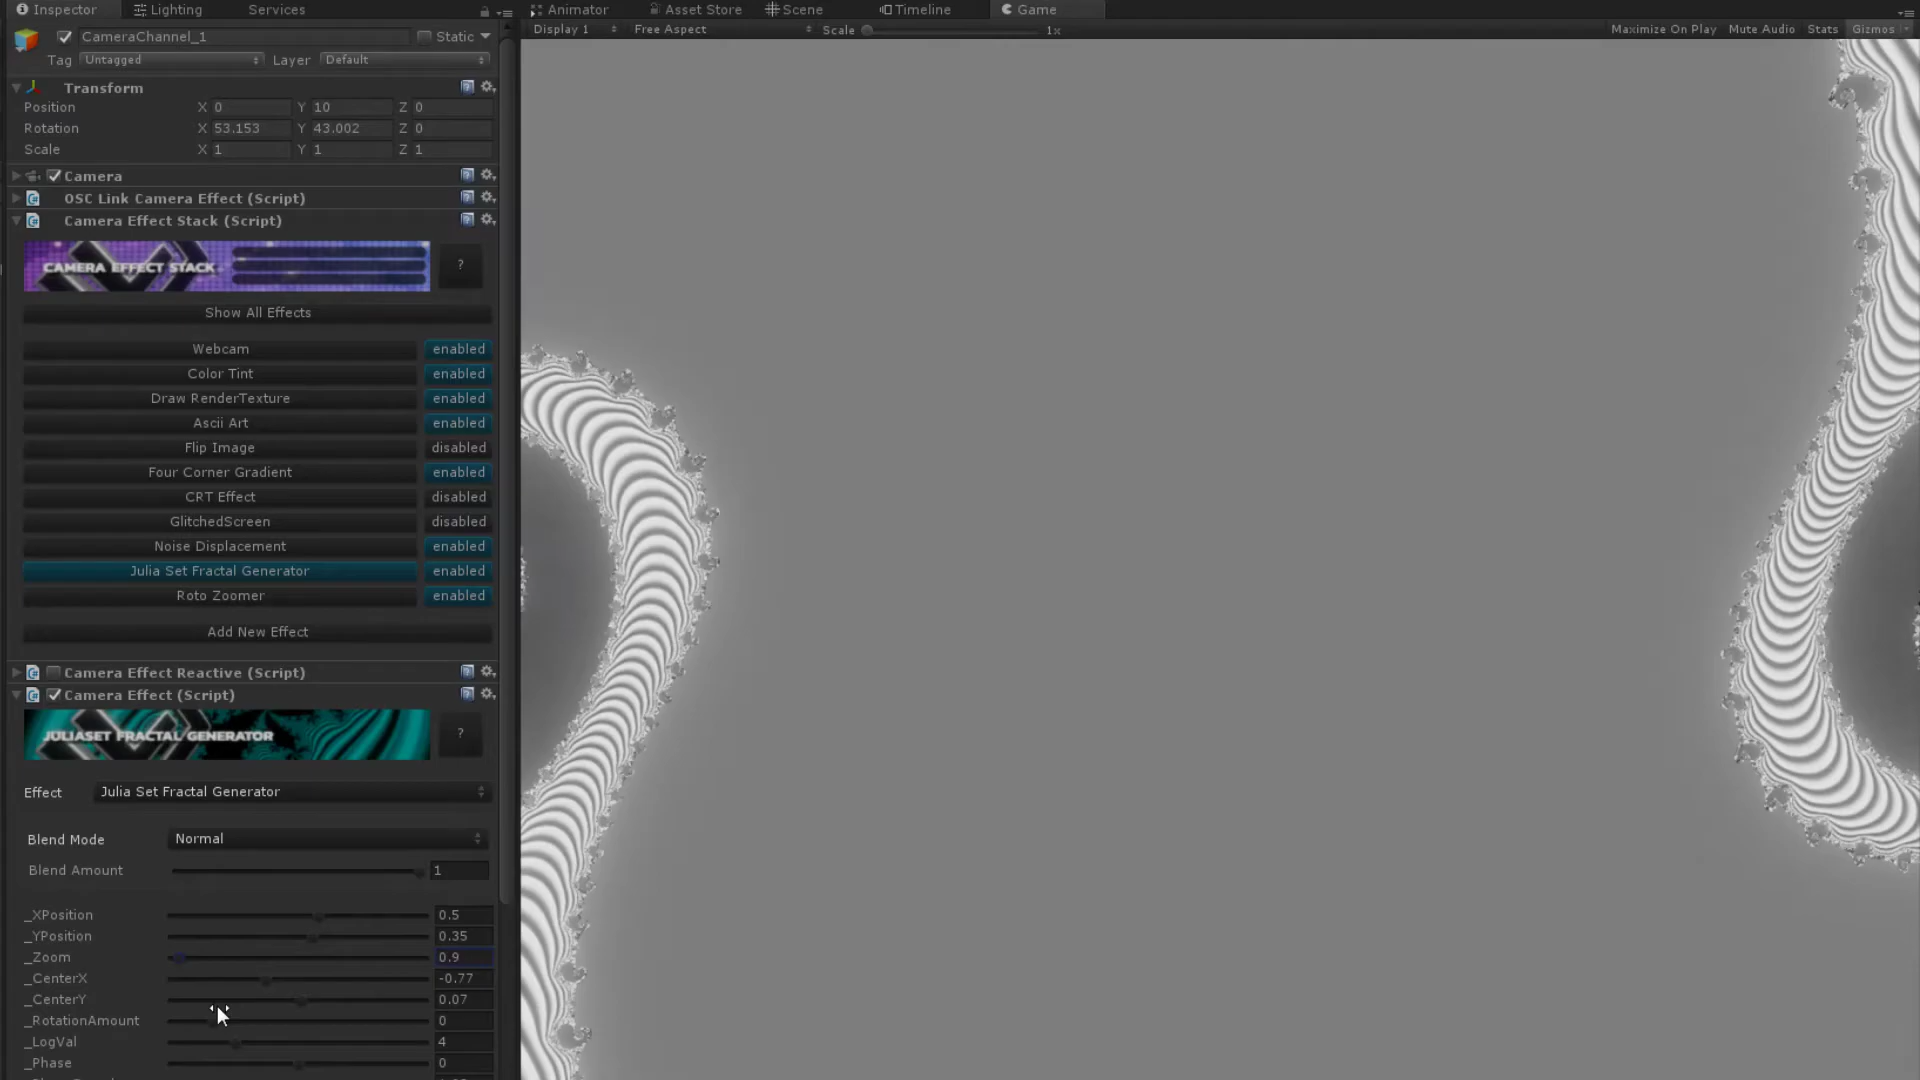 Inspector Lighting Services
Animator Asset Store Scene Timeline Game
CameraChannel_1 Static
Display 1 Free Aspect Scale 1x Maximize On Play Mute Audio Stats Gizmos
Tag Untagged Layer Default
Transform
Position X 0 Y 10 Z 0
Rotation X 53.153 Y 43.002 Z 0
Scale X 1 Y 1 Z 1
Camera
OSC Link Camera Effect (Script)
Camera Effect Stack (Script)
CAMERA EFFECT STACK ?
Show All Effects
Webcam enabled
Color Tint enabled
Draw RenderTexture enabled
Ascii Art enabled
Flip Image disabled
Four Corner Gradient enabled
CRT Effect disabled
GlitchedScreen disabled
Noise Displacement enabled
Julia Set Fractal Generator enabled
Roto Zoomer enabled
Add New Effect
Camera Effect Reactive (Script)
Camera Effect (Script)
JULIASET FRACTAL GENERATOR ?
Effect Julia Set Fractal Generator
Blend Mode Normal
Blend Amount 1
_XPosition 0.5
_YPosition 0.35
_Zoom 0.9
_CenterX -0.77
_CenterY 0.07
_RotationAmount 0
_LogVal 4
_Phase 0